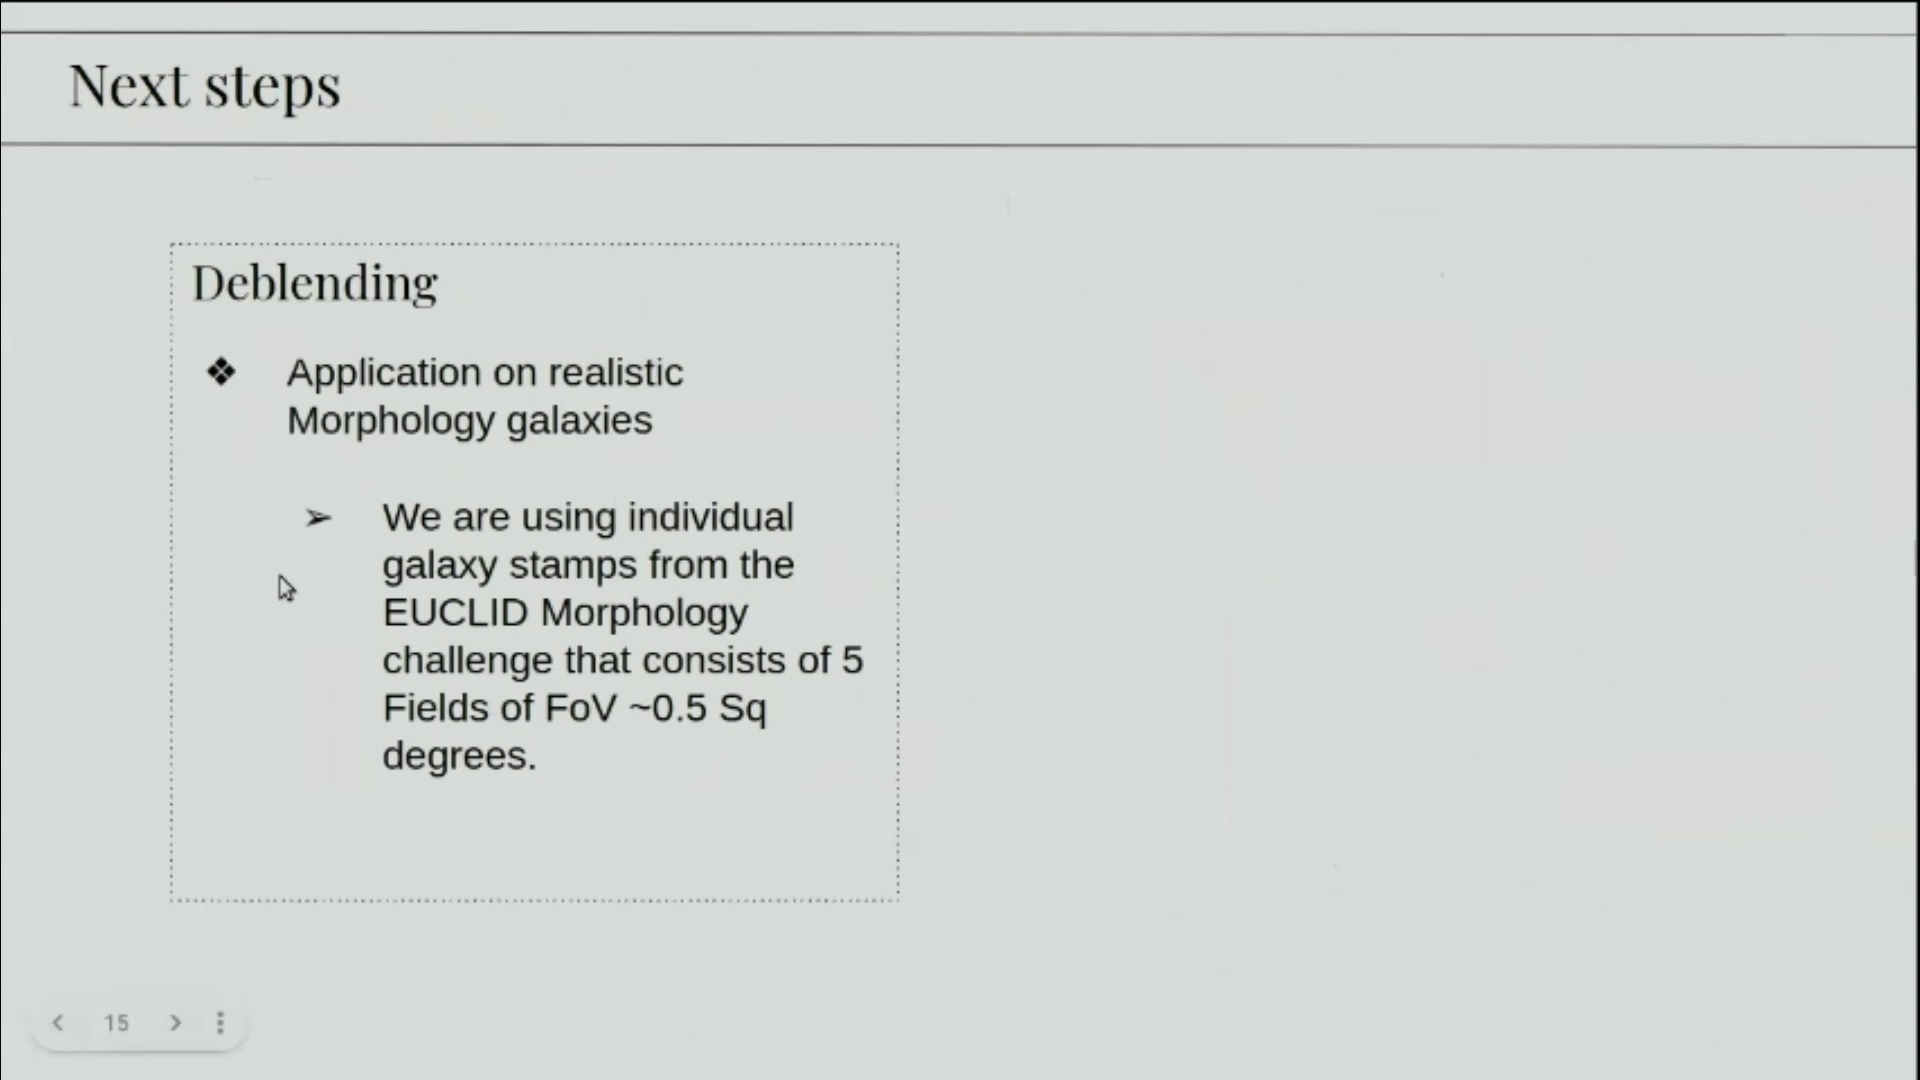 Next steps
Deblending
❖ Application on realistic
Morphology galaxies
➢ We are using individual
galaxy stamps from the
EUCLID Morphology
challenge that consists of 5
Fields of FoV ~0.5 Sq
degrees.
15